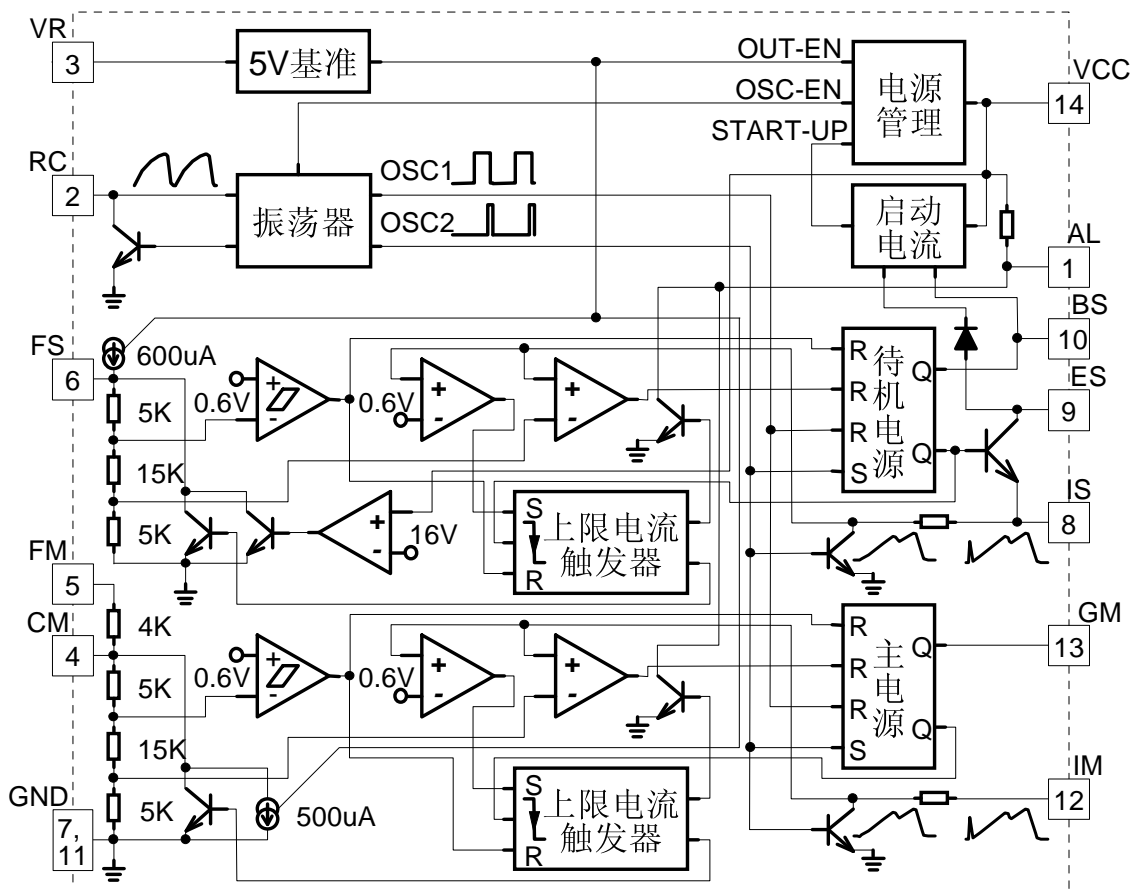 VR
3
5V基准
OUT-EN
OSC-EN
START-UP
电源
管理
VCC
14
RC
2
振荡器
OSC1
OSC2
启动
电流
AL
1
BS
10
FS
6
600uA
5K
15K
5K
0.6V
+
-
0.6V
+
-
+
-
16V
+
-
R
R
R
S
待机电源
Q
Q
ES
9
IS
8
S
R
上限电流
触发器
FM
5
CM
4
4K
5K
15K
5K
0.6V
+
-
0.6V
+
-
+
-
R
R
R
S
主电源
Q
Q
GM
13
IM
12
GND
7,
11
500uA
S
R
上限电流
触发器